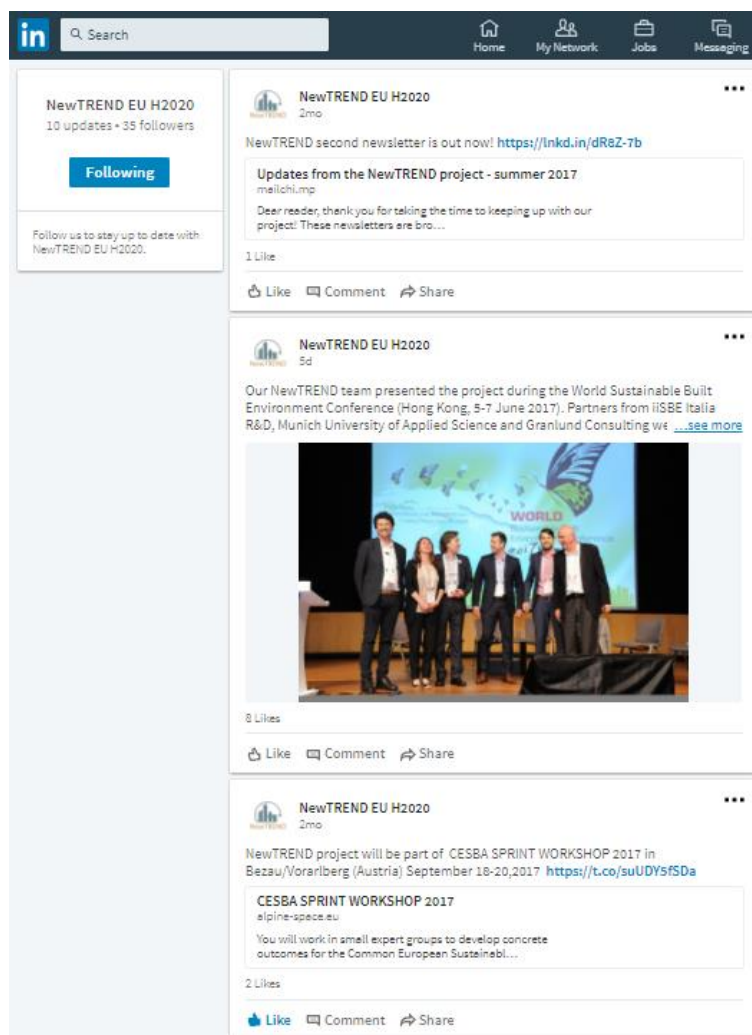 in
Search
Home
My Network
Jobs
Messaging
NewTREND EU H2020
10 updates • 35 followers
Following
Follow us to stay up to date with
NewTREND EU H2020.
NewTREND EU H2020
2mo
NewTREND second newsletter is out now! https://lnkd.in/dR8Z-7b
Updates from the NewTREND project - summer 2017
mailchi.mp
Dear reader, thank you for taking the time to keeping up with our
project! These newsletters are bro...
1 Like
Like Comment Share
NewTREND EU H2020
5d
Our NewTREND team presented the project during the World Sustainable Built
Environment Conference (Hong Kong, 5-7 June 2017). Partners from iiSBE Italia
R&D, Munich University of Applied Science and Granlund Consulting we ...see more
WORLD
8 Likes
Like Comment Share
NewTREND EU H2020
2mo
NewTREND project will be part of CESBA SPRINT WORKSHOP 2017 in
Bezau/Vorarlberg (Austria) September 18-20,2017 https://t.co/suUDY5fSDa
CESBA SPRINT WORKSHOP 2017
alpine-space.eu
You will work in small expert groups to develop concrete
outcomes for the Common European Sustainabl...
2 Likes
Like Comment Share